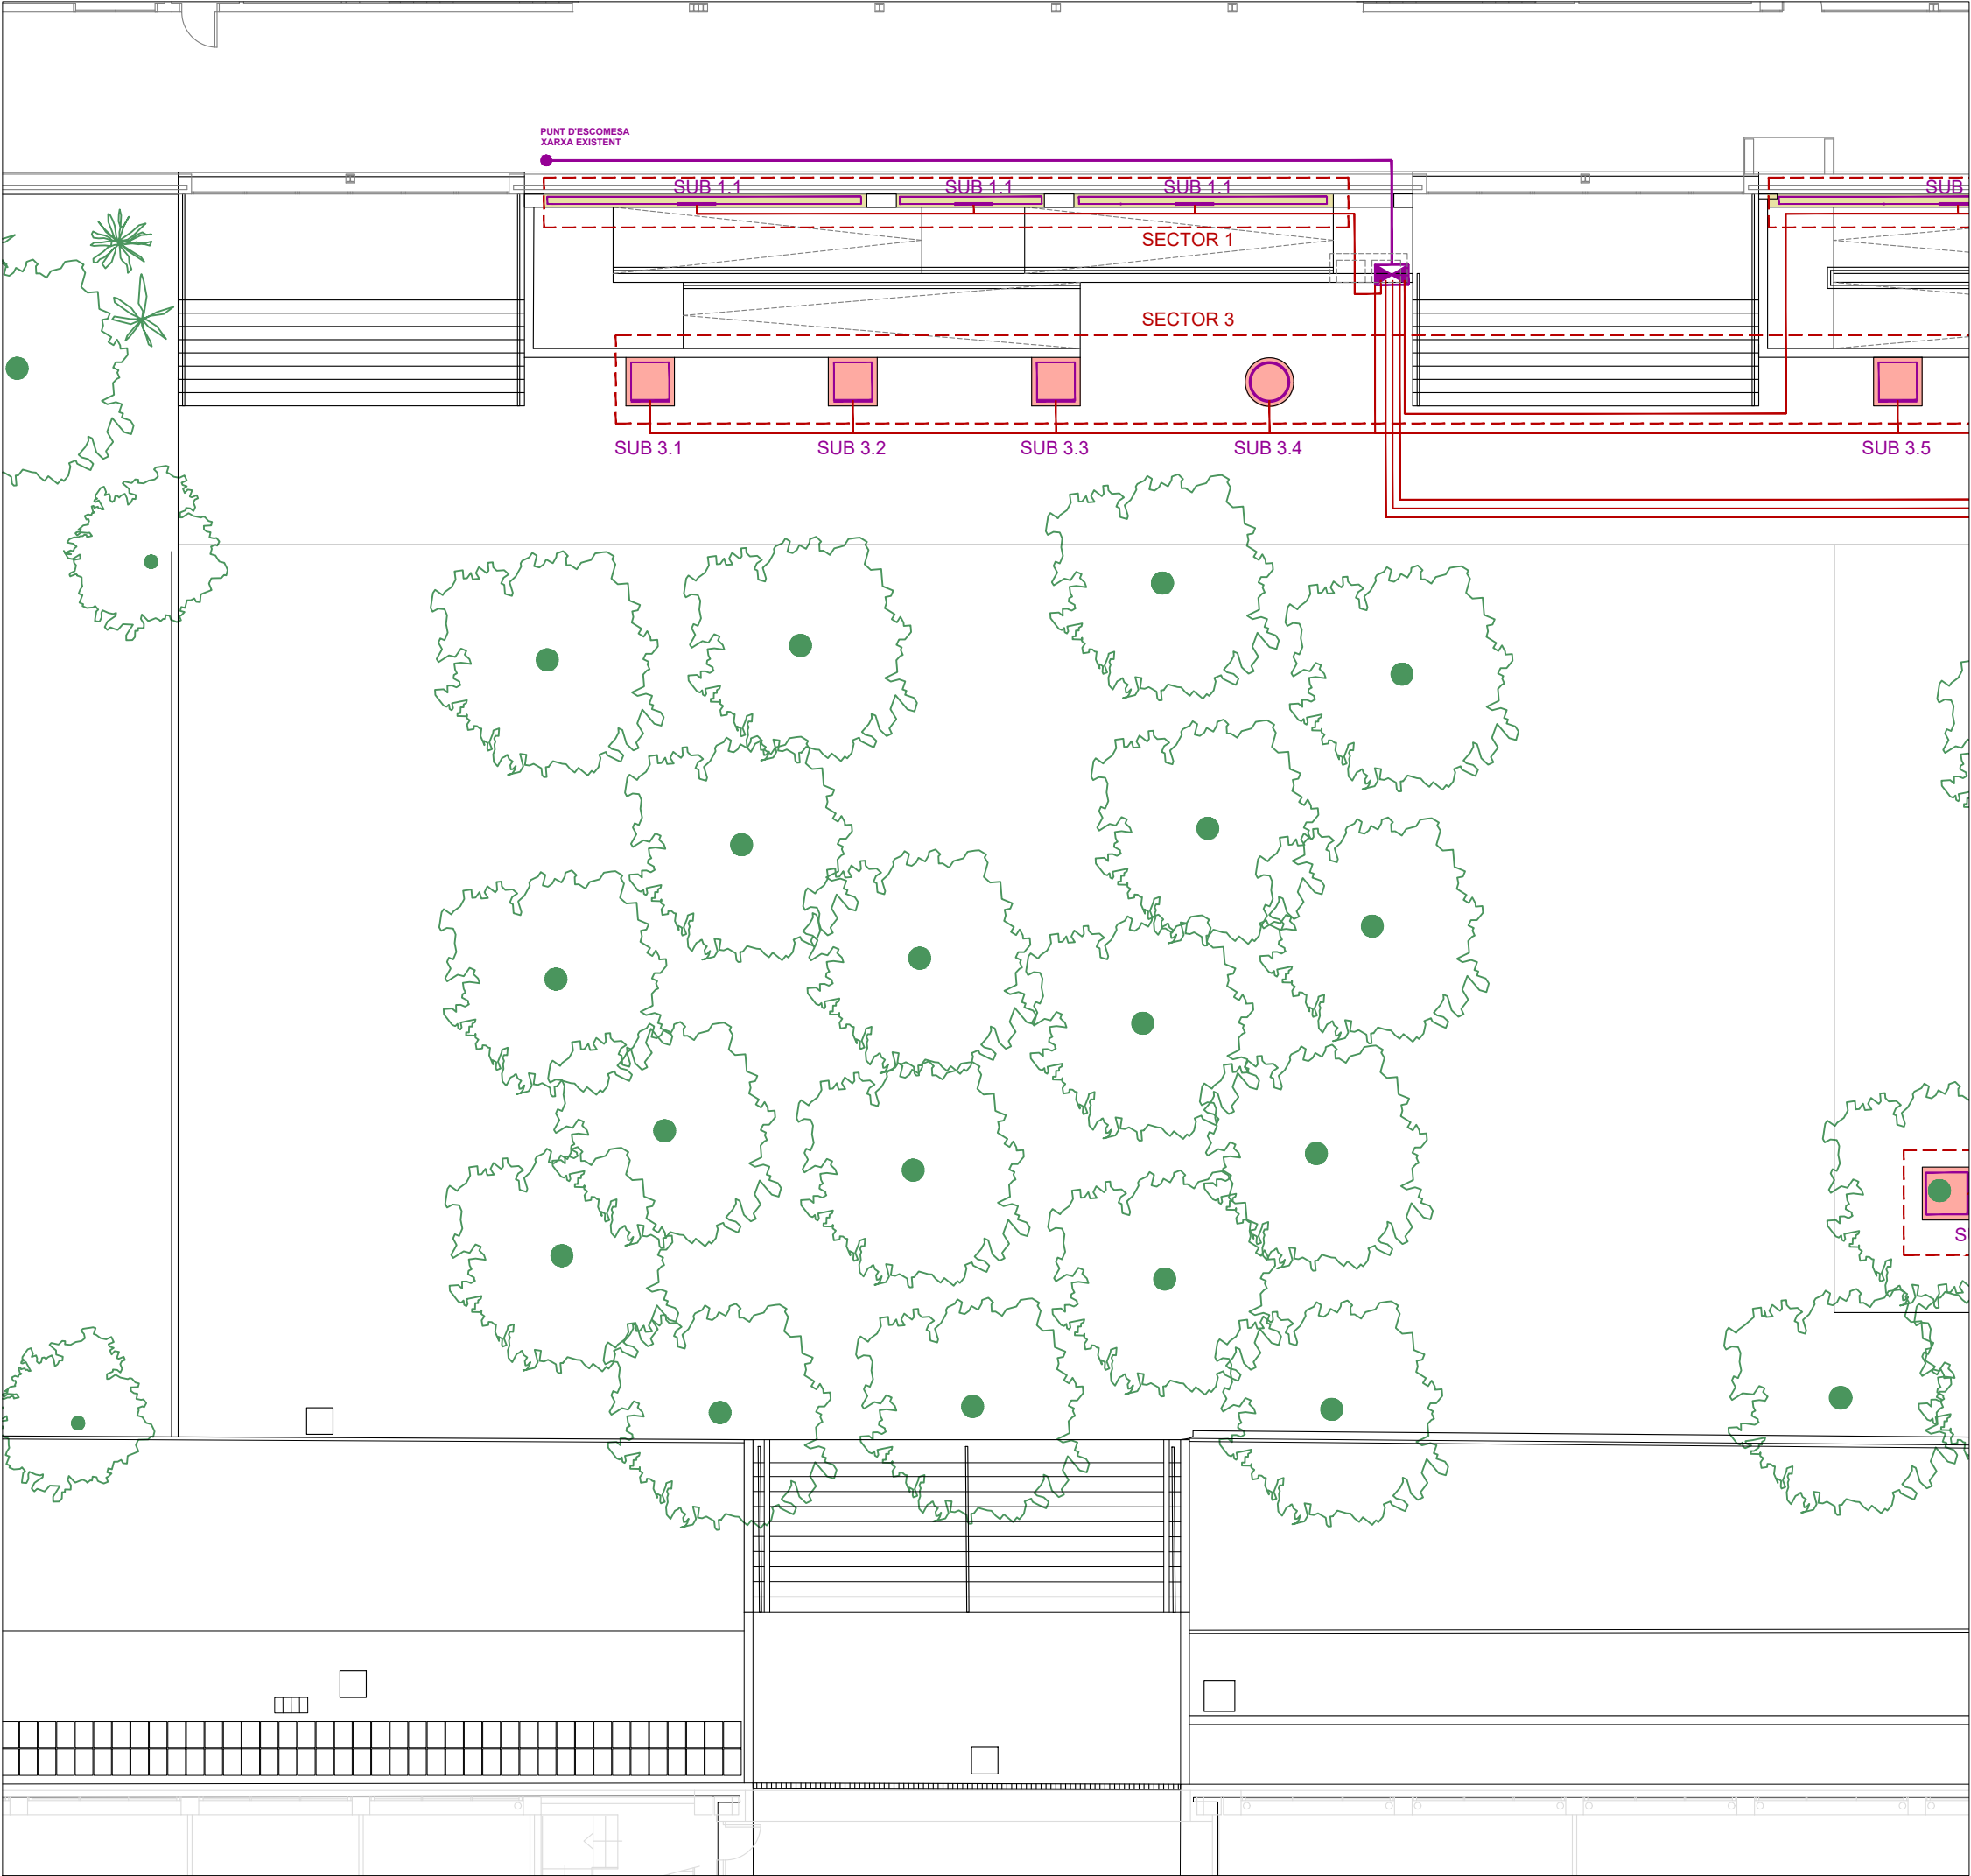 PUNT D'ESCOMESA
XARXA EXISTENT
SUB 1.1
SUB 1.1
SUB 1.1
SUB
SECTOR 1
SECTOR 3
SUB 3.1
SUB 3.2
SUB 3.3
SUB 3.4
SUB 3.5
S